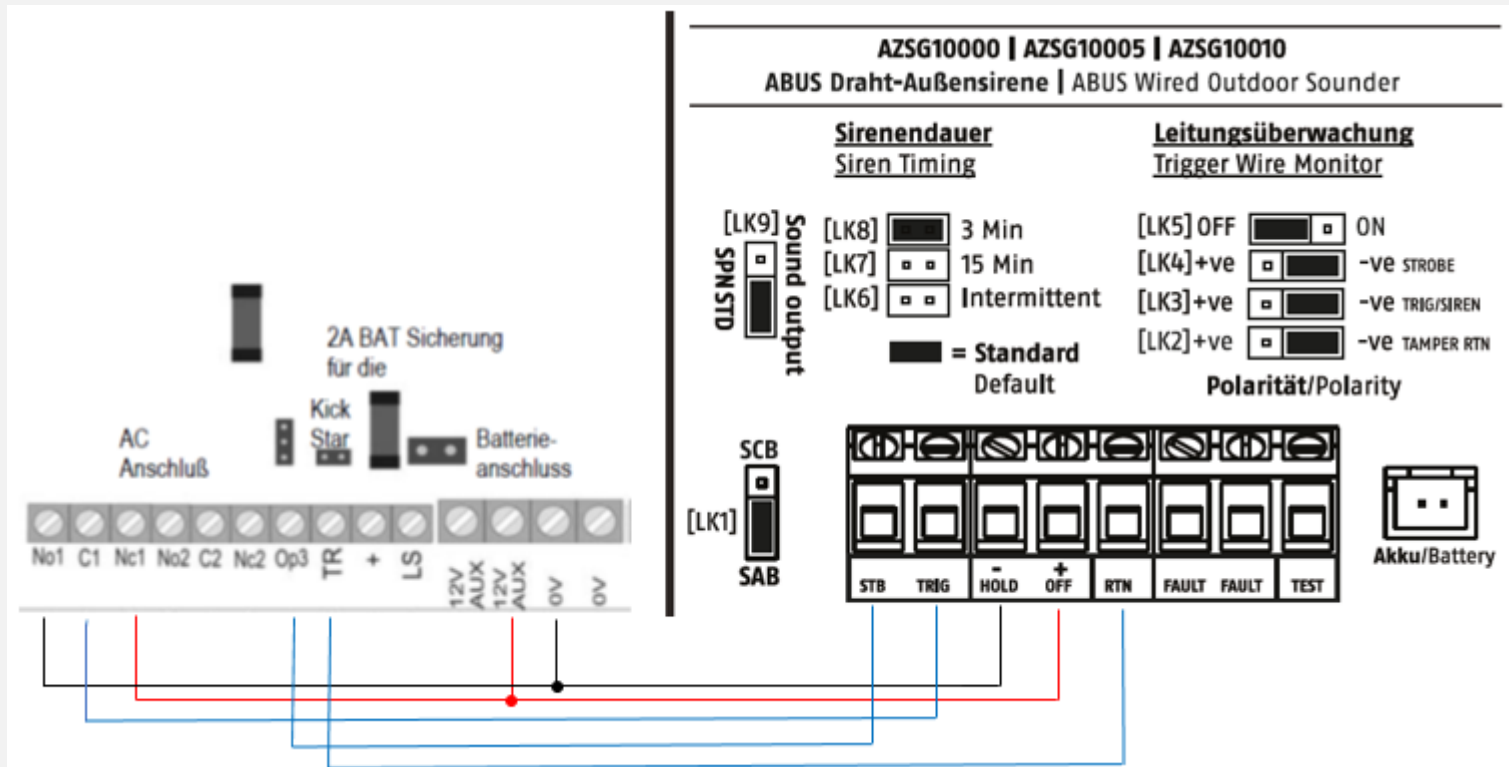 AZSG10000 | AZSG10005 | AZSG10010
ABUS Draht-Außensirene | ABUS Wired Outdoor Sounder
Sirenendauer
Siren Timing
Leitungsüberwachung
Trigger Wire Monitor
[LK9]
SPN STD
Sound output
[LK8] 3 Min
[LK7] 15 Min
[LK6] Intermittent
= Standard
Default
[LK5] OFF ON
[LK4]+ve -ve STROBE
[LK3]+ve -ve TRIG/SIREN
[LK2]+ve -ve TAMPER RTN
Polarität/Polarity
2A BAT Sicherung
für die
Kick
Star
AC
Anschluß
Batterie-
anschluss
No1 C1 Nc1 No2 C2 Nc2 Op3 TR + LS 12V AUX 12V AUX 0V 0V
SCB
[LK1]
SAB
- +
STB TRIG HOLD OFF RTN FAULT FAULT TEST
Akku/Battery